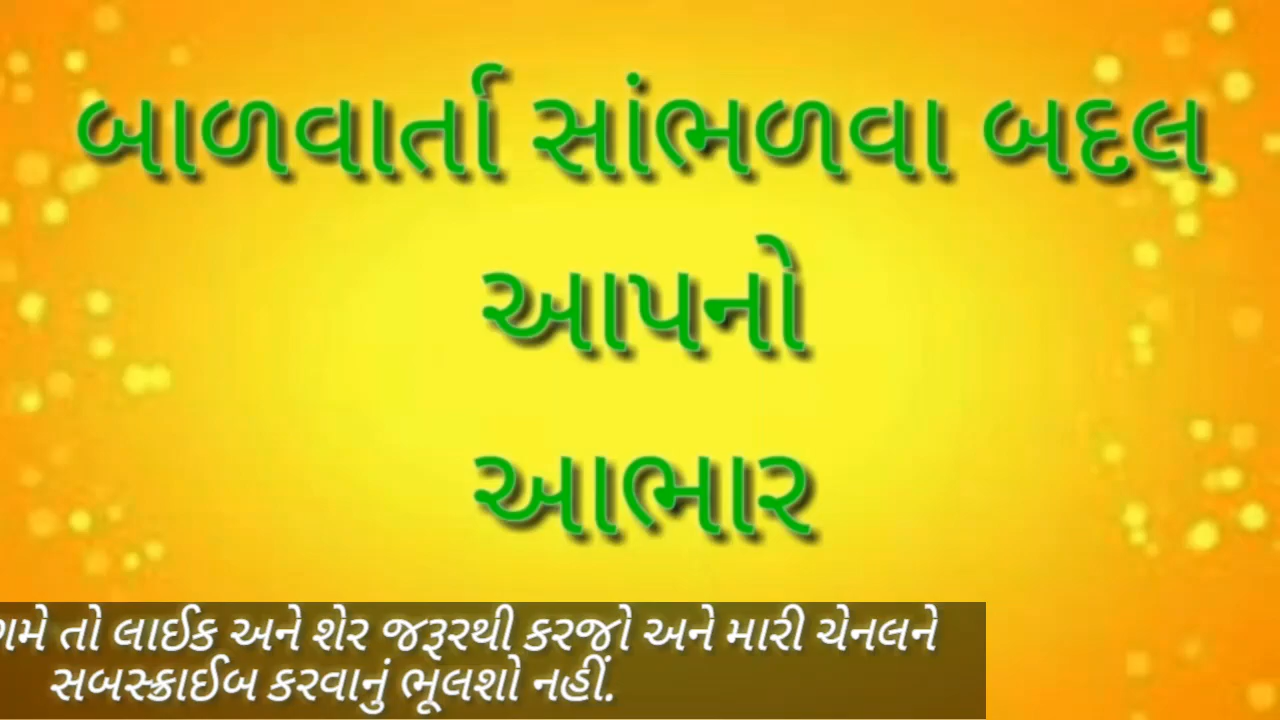 બાળવાર્તા સાંભળવા બદલ
આપનો
આભાર
ગમે તો લાઈક અને શેર જરૂરથી કરજો અને મારી ચેનલને
સબસ્ક્રાઈબ કરવાનું ભૂલશો નહીં.